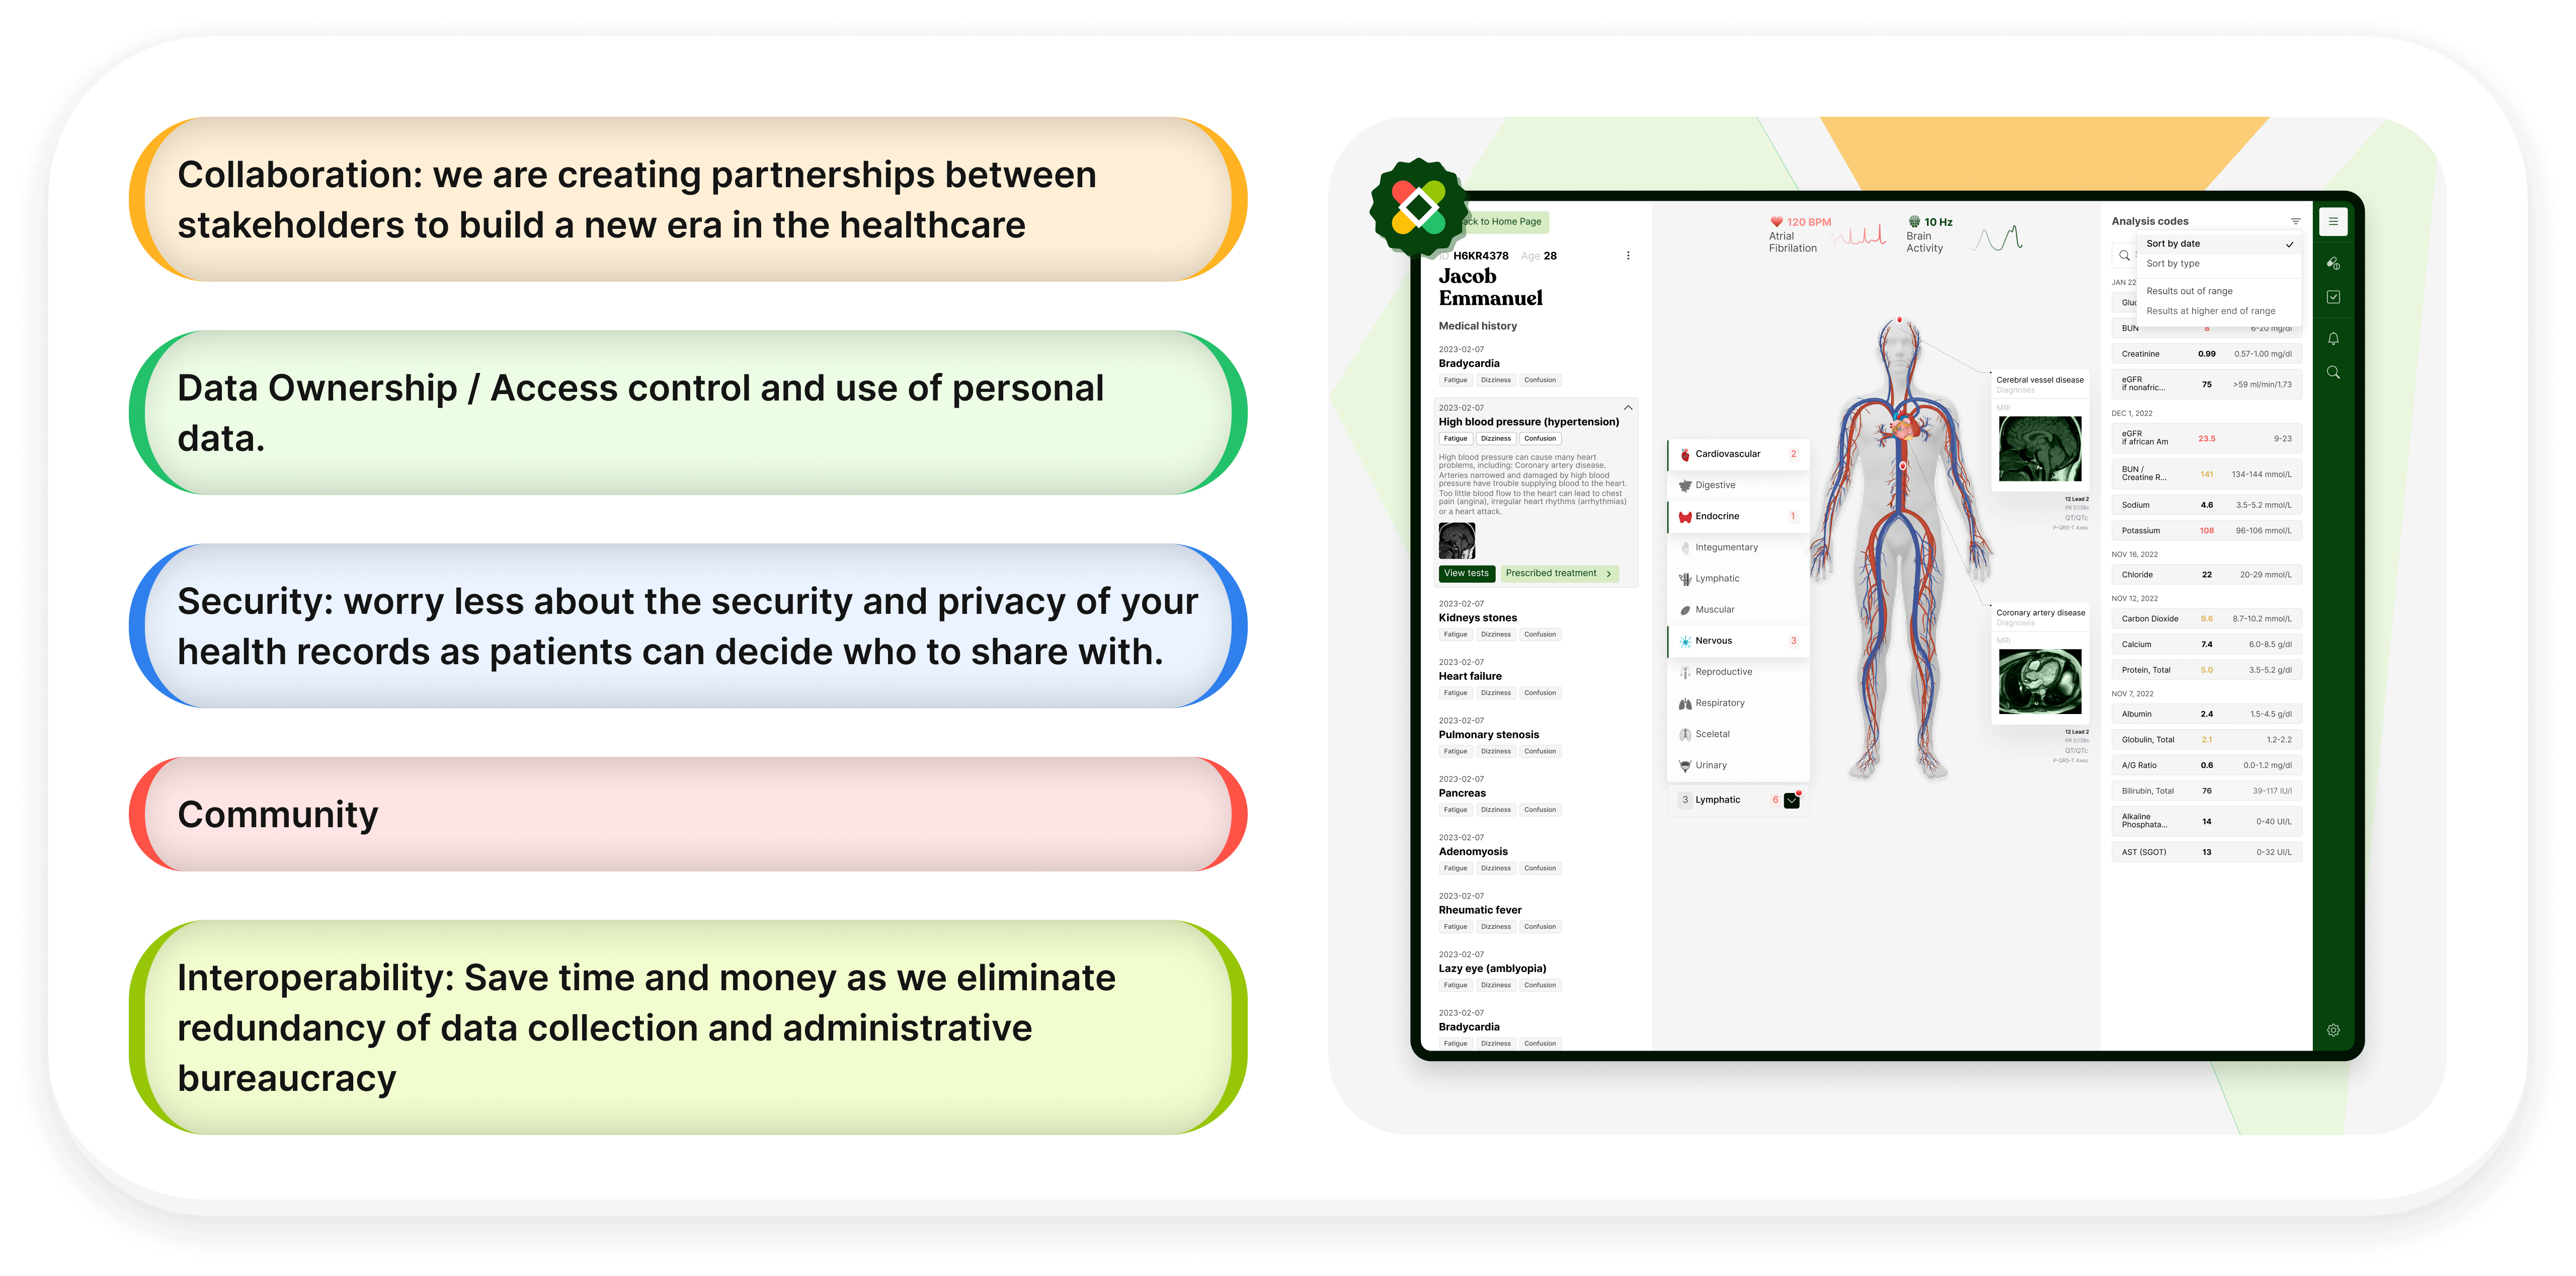 Collaboration: we are creating partnerships between
stakeholders to build a new era in the healthcare
Data Ownership / Access control and use of personal
data.
Security: worry less about the security and privacy of your
health records as patients can decide who to share with.
Community
Interoperability: Save time and money as we eliminate
redundancy of data collection and administrative
bureaucracy
to Home Page
H6KR4378 Age 28
Jacob
Emmanuel
Medical history
2023-02-07
Bradycardia
Fatigue Dizziness Confusion
2023-02-07
High blood pressure (hypertension)
Fatigue Dizziness Confusion
High blood pressure can cause many heart
problems, including: Coronary artery disease.
Arteries narrowed and damaged by high blood
pressure have trouble supplying blood to the heart.
Too little blood flow to the heart can lead to chest
pain (angina), irregular heart rhythms (arrhythmias)
or a heart attack.
View tests Prescribed treatment
2023-02-07
Kidneys stones
Fatigue Dizziness Confusion
2023-02-07
Heart failure
Fatigue Dizziness Confusion
2023-02-07
Pulmonary stenosis
Fatigue Dizziness Confusion
2023-02-07
Pancreas
Fatigue Dizziness Confusion
2023-02-07
Adenomyosis
Fatigue Dizziness Confusion
2023-02-07
Rheumatic fever
Fatigue Dizziness Confusion
2023-02-07
Lazy eye (amblyopia)
Fatigue Dizziness Confusion
2023-02-07
Bradycardia
Fatigue Dizziness Confusion
120 BPM
Atrial
Fibrilation
10 Hz
Brain
Activity
Cardiovascular 2
Digestive
Endocrine 1
Integumentary
Lymphatic
Muscular
Nervous 3
Reproductive
Respiratory
Sceletal
Urinary
3 Lymphatic 6
Cerebral vessel disease
Diagnoses
MRI
12 Lead 2
PR 0.138s
QT/QTc
P-QRS-T Axes
Coronary artery disease
Diagnoses
MRI
12 Lead 2
PR 0.138s
QT/QTc
P-QRS-T Axes
Analysis codes
Sort by date
Sort by type
Results out of range
Results at higher end of range
JAN 22
BUN 8 6-20 mg/dl
Creatinine 0.99 0.57-1.00 mg/dl
eGFR
if nonafric... 75 >59 ml/min/1.73
DEC 1, 2022
eGFR
if african Am 23.5 9-23
BUN /
Creatine R... 141 134-144 mmol/L
Sodium 4.6 3.5-5.2 mmol/L
Potassium 108 96-106 mmol/L
NOV 16, 2022
Chloride 22 20-29 mmol/L
NOV 12, 2022
Carbon Dioxide 9.6 8.7-10.2 mmol/L
Calcium 7.4 6.0-8.5 g/dl
Protein, Total 5.0 3.5-5.2 g/dl
NOV 7, 2022
Albumin 2.4 1.5-4.5 g/dl
Globulin, Total 2.1 1.2-2.2
A/G Ratio 0.6 0.0-1.2 mg/dl
Bilirubin, Total 76 39-117 IU/l
Alkaline
Phosphata... 14 0-40 UI/L
AST (SGOT) 13 0-32 UI/L